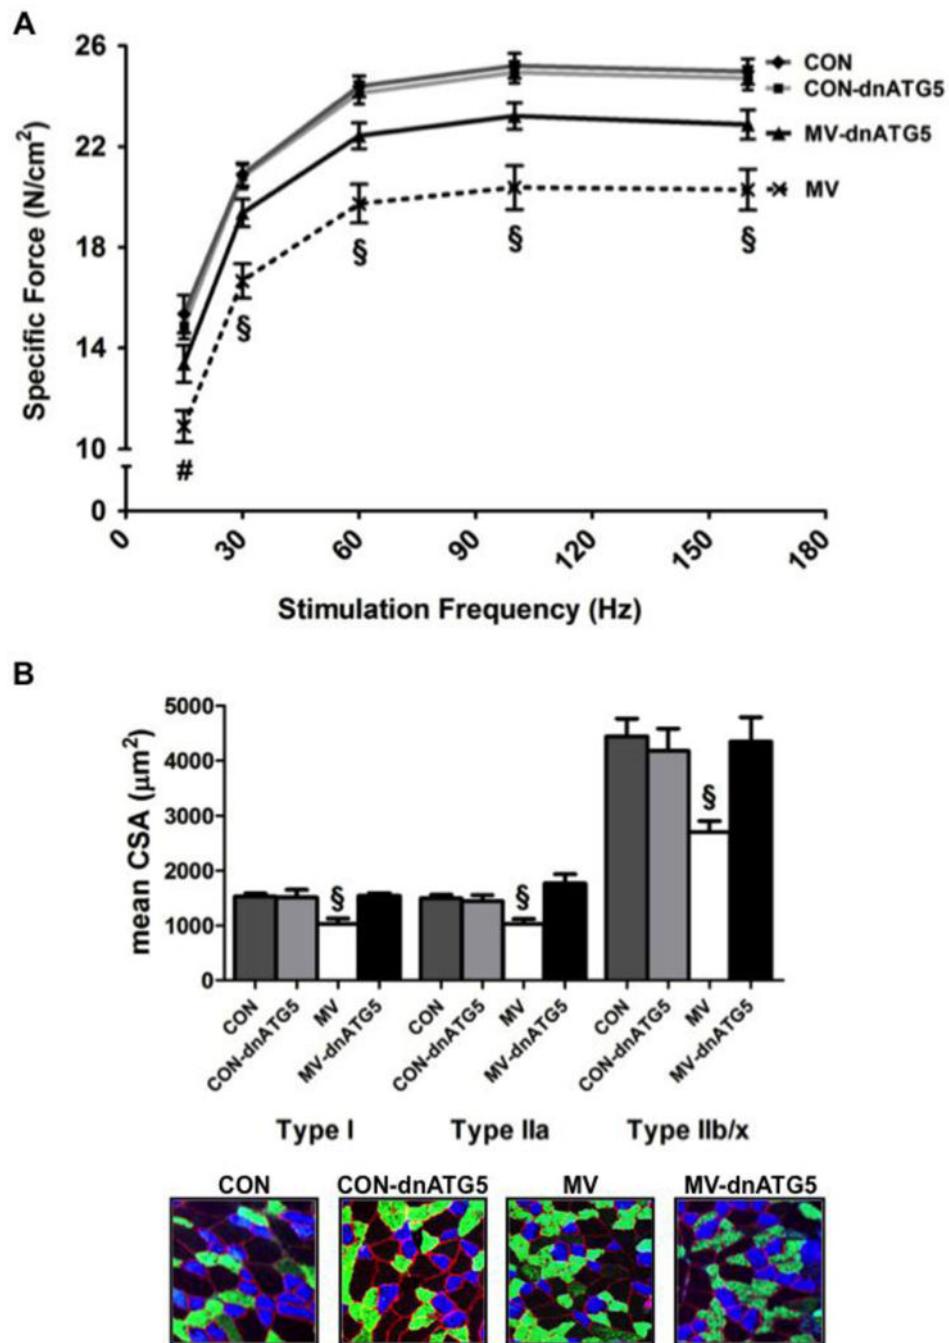 A
26
22
18
14
10
0
Specific Force (N/cm²)
CON
CON-dnATG5
MV-dnATG5
MV
§
§
§
§
#
0
30
60
90
120
150
180
Stimulation Frequency (Hz)
B
5000
4000
3000
2000
1000
0
mean CSA (μm²)
§
§
§
CON
CON-dnATG5
MV
MV-dnATG5
CON
CON-dnATG5
MV
MV-dnATG5
CON
CON-dnATG5
MV
MV-dnATG5
Type I
Type IIa
Type IIb/x
CON
CON-dnATG5
MV
MV-dnATG5